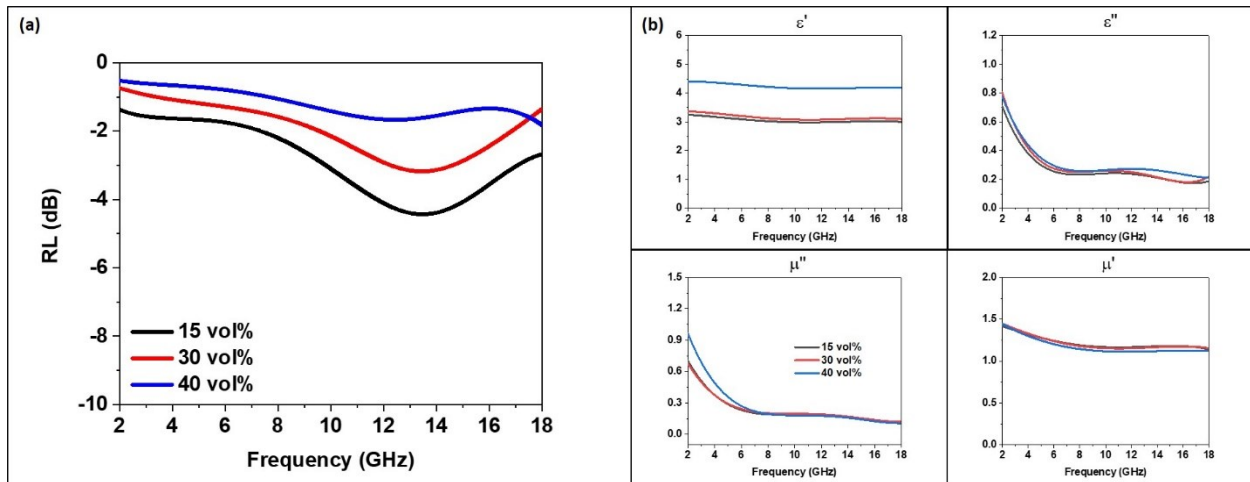 (a)
RL (dB)
0
-2
-4
-6
-8
-10
15 vol%
30 vol%
40 vol%
2 4 6 8 10 12 14 16 18
Frequency (GHz)
(b)
ε'
6
5
4
3
2
1
0
2 4 6 8 10 12 14 16 18
Frequency (GHz)
ε"
1.2
1.0
0.8
0.6
0.4
0.2
0.0
2 4 6 8 10 12 14 16 18
Frequency (GHz)
μ"
1.5
1.2
0.9
0.6
0.3
0.0
15 vol%
30 vol%
40 vol%
2 4 6 8 10 12 14 16 18
Frequency (GHz)
μ'
2.0
1.5
1.0
0.5
0.0
2 4 6 8 10 12 14 16 18
Frequency (GHz)